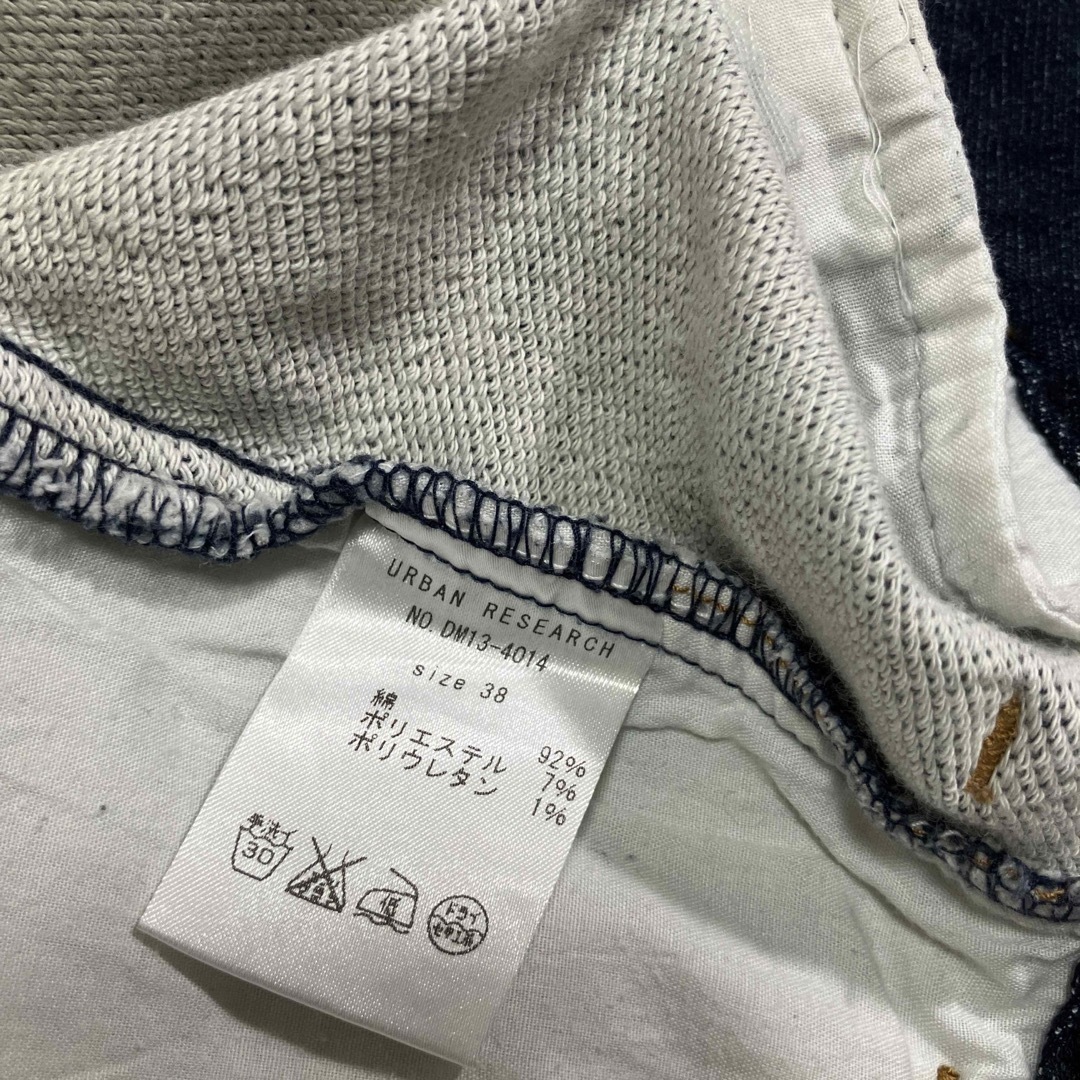 URBAN RESEARCH
NO.DM13-4014
size 38
綿 92%
ポリエステル 7%
ポリウレタン 1%
手洗イ
30
低
ドライ